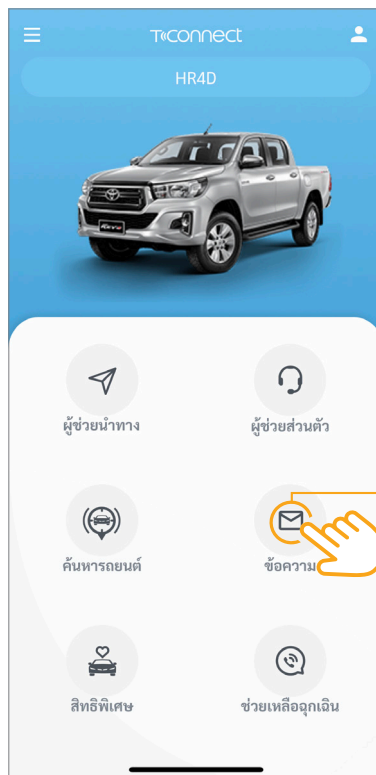 T-connect
HR4D
ผู้ช่วยนำทาง
ผู้ช่วยส่วนตัว
ค้นหารถยนต์
ข้อความ
สิทธิพิเศษ
ช่วยเหลือฉุกเฉิน